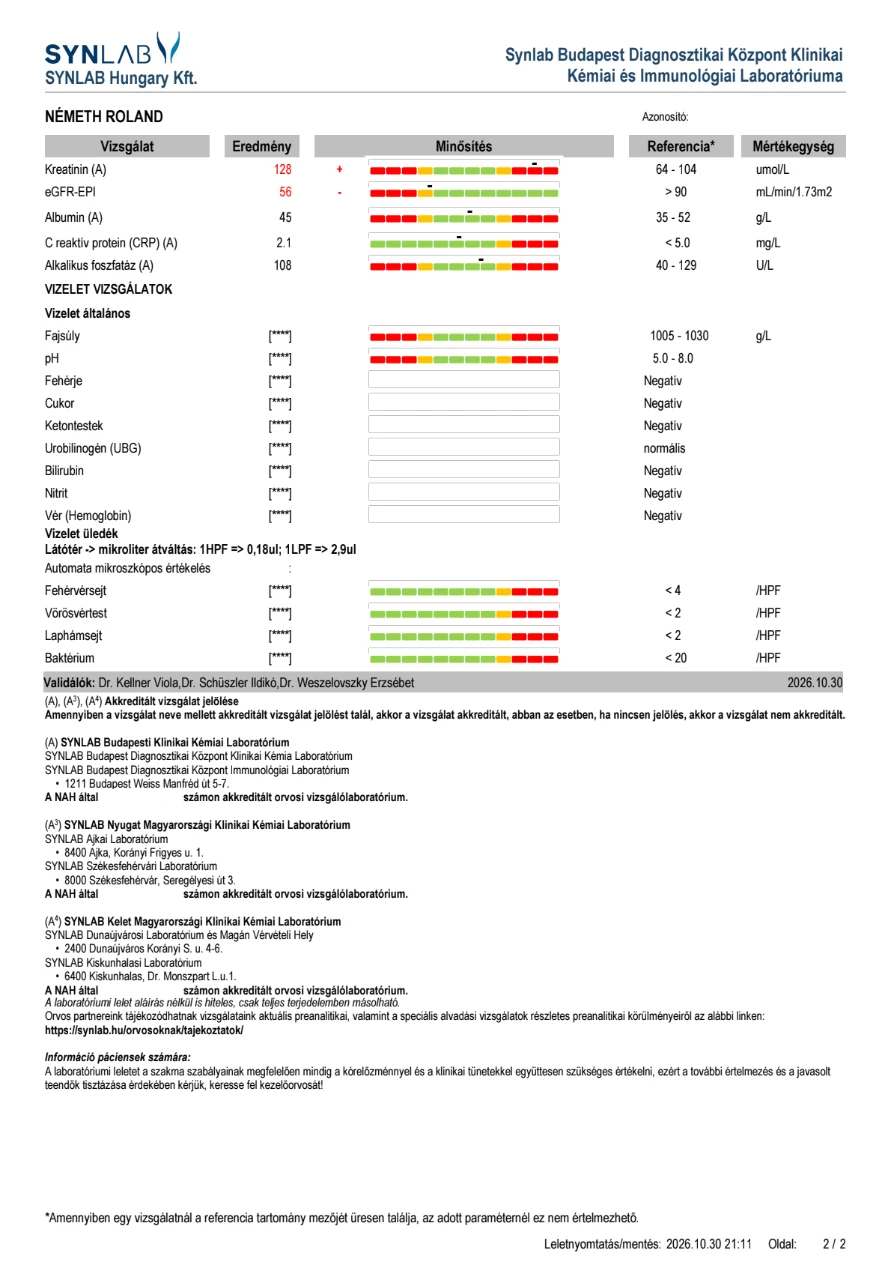 SYNLAB
SYNLAB Hungary Kft.
Synlab Budapest Diagnosztikai Központ Klinikai
Kémiai és Immunológiai Laboratóriuma
NÉMETH ROLAND Azonosító:
Vizsgálat Eredmény Minősítés Referencia* Mértékegység
Kreatinin (A) 128 + 64 - 104 umol/L
eGFR-EPI 56 - > 90 mL/min/1.73m2
Albumin (A) 45 35 - 52 g/L
C reaktív protein (CRP) (A) 2.1 < 5.0 mg/L
Alkalikus foszfatáz (A) 108 40 - 129 U/L
VIZELET VIZSGÁLATOK
Vizelet általános
Fajsúly [****] 1005 - 1030 g/L
pH [****] 5.0 - 8.0
Fehérje [****] Negatív
Cukor [****] Negatív
Ketontestek [****] Negatív
Urobilinogén (UBG) [****] normális
Bilirubin [****] Negatív
Nitrit [****] Negatív
Vér (Hemoglobin) [****] Negatív
Vizelet üledék
Látótér -> mikroliter átváltás: 1HPF => 0,18ul; 1LPF => 2,9ul
Automata mikroszkópos értékelés :
Fehérvérsejt [****] < 4 /HPF
Vörösvértest [****] < 2 /HPF
Laphámsejt [****] < 2 /HPF
Baktérium [****] < 20 /HPF
Validálók: Dr. Kellner Viola,Dr. Schüszler Ildikó,Dr. Weszelovszky Erzsébet 2026.10.30
(A), (A³), (A⁴) Akkreditált vizsgálat jelölése
Amennyiben a vizsgálat neve mellett akkreditált vizsgálat jelölést talál, akkor a vizsgálat akkreditált, abban az esetben, ha nincsen jelölés, akkor a vizsgálat nem akkreditált.
(A) SYNLAB Budapesti Klinikai Kémiai Laboratórium
SYNLAB Budapest Diagnosztikai Központ Klinikai Kémia Laboratórium
SYNLAB Budapest Diagnosztikai Központ Immunológiai Laboratórium
• 1211 Budapest Weiss Manfréd út 5-7.
A NAH által számon akkreditált orvosi vizsgálólaboratórium.
(A³) SYNLAB Nyugat Magyarországi Klinikai Kémiai Laboratórium
SYNLAB Ajkai Laboratórium
• 8400 Ajka, Korányi Frigyes u. 1.
SYNLAB Székesfehérvári Laboratórium
• 8000 Székesfehérvár, Seregélyesi út 3.
A NAH által számon akkreditált orvosi vizsgálólaboratórium.
(A⁴) SYNLAB Kelet Magyarországi Klinikai Kémiai Laboratórium
SYNLAB Dunaújvárosi Laboratórium és Magán Vérvételi Hely
• 2400 Dunaújváros Korányi S. u. 4-6.
SYNLAB Kiskunhalasi Laboratórium
• 6400 Kiskunhalas, Dr. Monszpart L.u.1.
A NAH által számon akkreditált orvosi vizsgálólaboratórium.
A laboratóriumi lelet aláírás nélkül is hiteles, csak teljes terjedelemben másolható.
Orvos partnereink tájékozódhatnak vizsgálataink aktuális preanalitikai, valamint a speciális alvadási vizsgálatok részletes preanalitikai körülményeiről az alábbi linken:
https://synlab.hu/orvosoknak/tajekoztatok/
Információ páciensek számára:
A laboratóriumi leletet a szakma szabályainak megfelelően mindig a kórelőzménnyel és a klinikai tünetekkel együttesen szükséges értékelni, ezért a további értelmezés és a javasolt
teendők tisztázása érdekében kérjük, keresse fel kezelőorvosát!
*Amennyiben egy vizsgálatnál a referencia tartomány mezőjét üresen találja, az adott paraméternél ez nem értelmezhető.
Leletnyomtatás/mentés: 2026.10.30 21:11 Oldal: 2 / 2